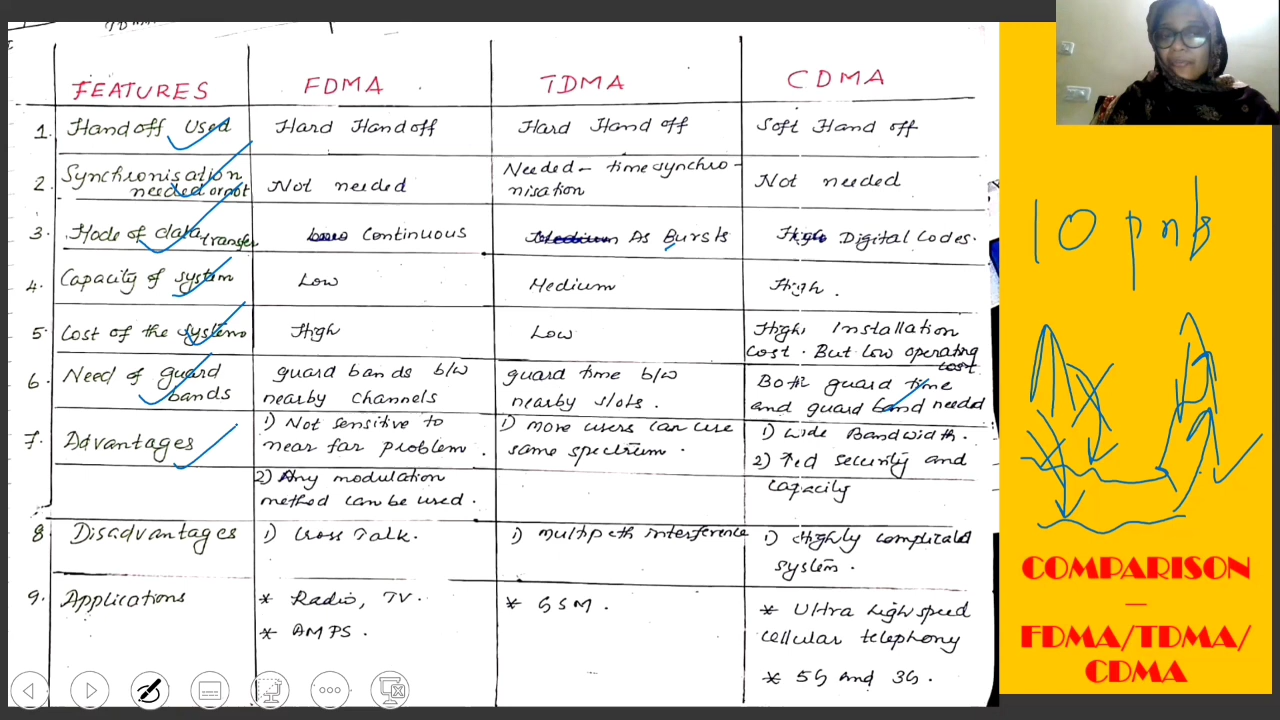 FEATURES FDMA TDMA CDMA
1. Handoff Used Hard Handoff Hard Hand off Soft Hand off
2. Synchronisation needed or not Not needed Needed - time synchro-nisation Not needed
3. Mode of data transfer Continuous As Bursts Digital Codes.
4. Capacity of system Low Medium High.
5. Cost of the systems High Low High, Installation cost. But low operating cost
6. Need of guard bands guard bands b/w nearby channels guard time b/w nearby slots. Both guard time and guard band needed
7. Advantages 1) Not sensitive to near far problem. 1) more users can use same spectrum. 1) Wide Bandwidth.
2) Any modulation method can be used. 2) ↑ed security and capacity
8. Disadvantages 1) Cross Talk. 1) multipath interference 1) Highly complicated system.
9. Applications * Radio, TV. * GSM. * Ultra high speed cellular telephony
* AMPS. * 5G And 3G.
10 pnts
COMPARISON
–
FDMA/TDMA/
CDMA